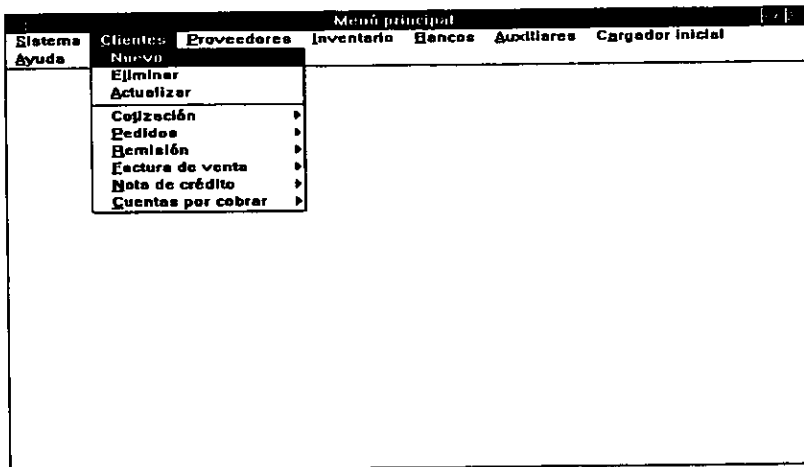 Menú principal
Sistema Clientes Proveedores Inventario Bancos Auxiliares Cargador inicial
Ayuda Nuevo
Eliminar
Actualizar
Cotización
Pedidos
Remisión
Factura de venta
Nota de crédito
Cuentas por cobrar